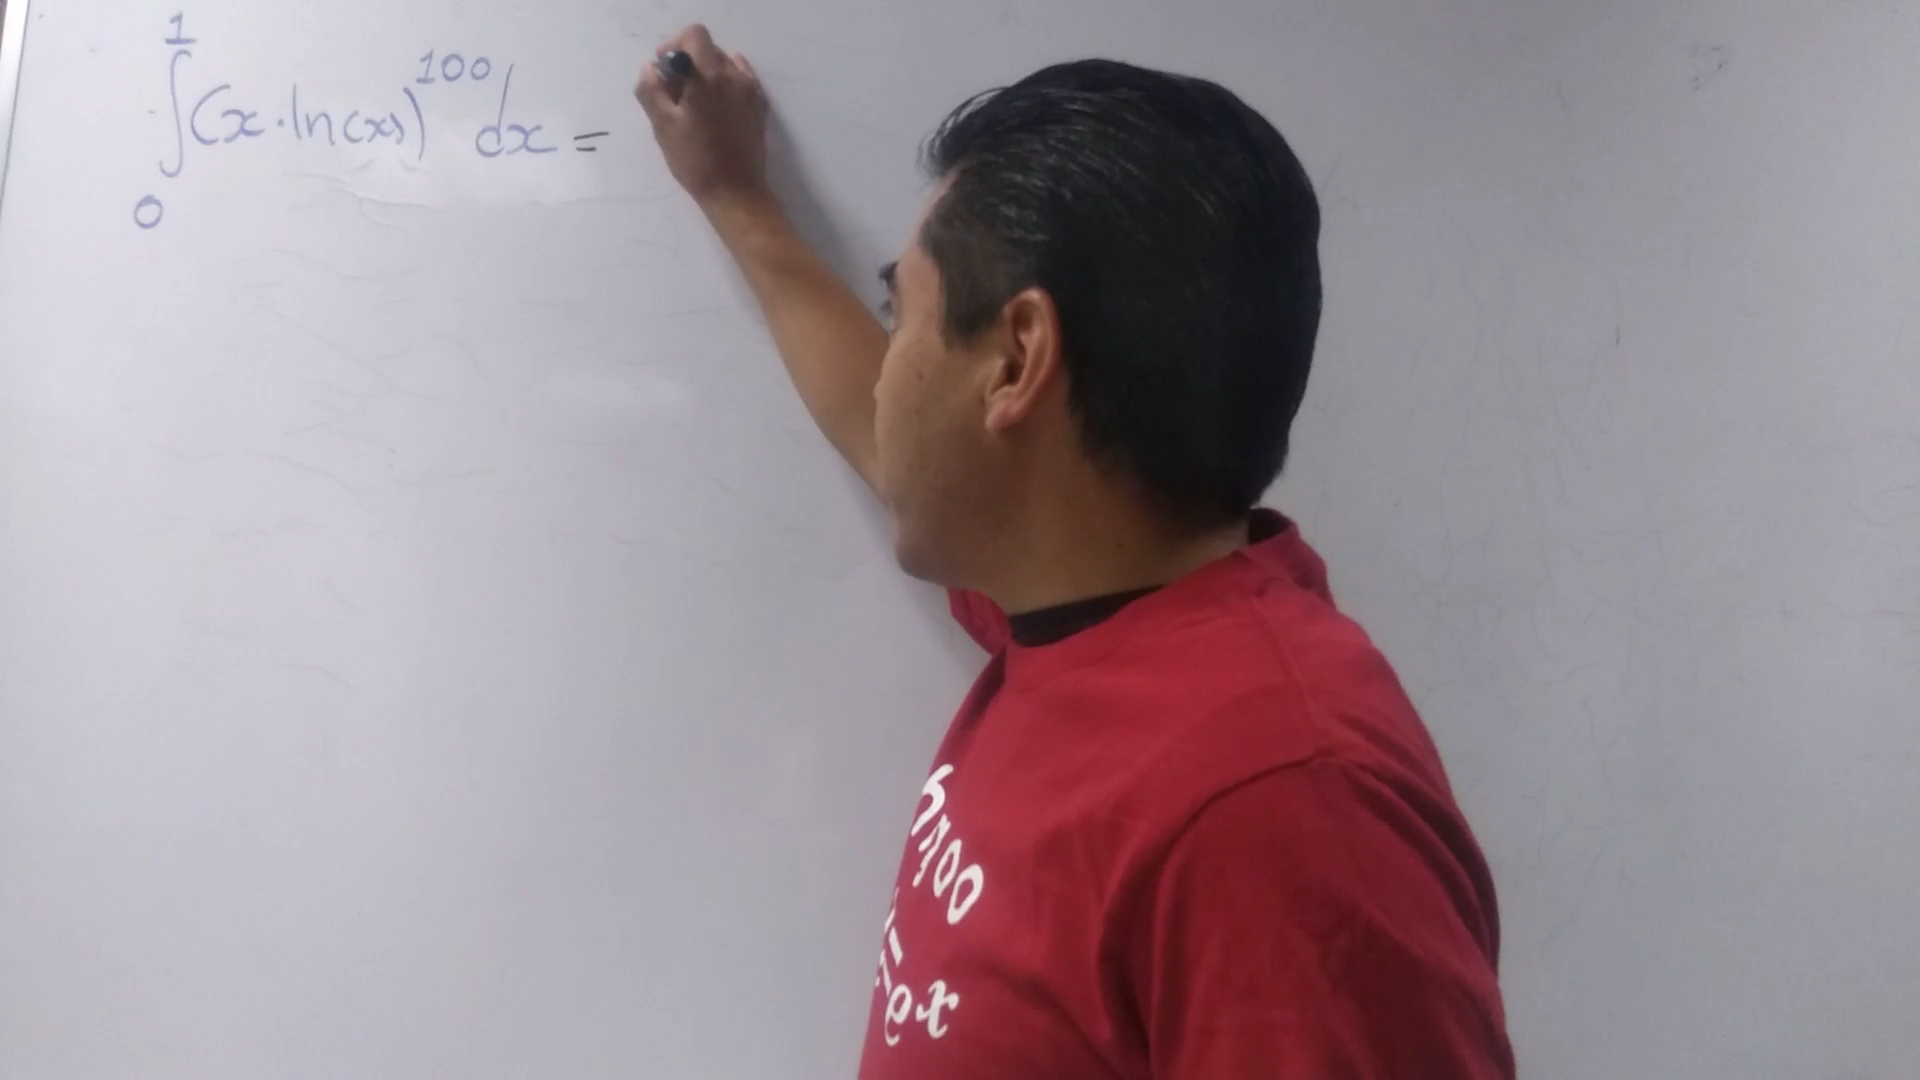 1
∫(x·ln(x))^100 dx =
0
n→∞
=e^x